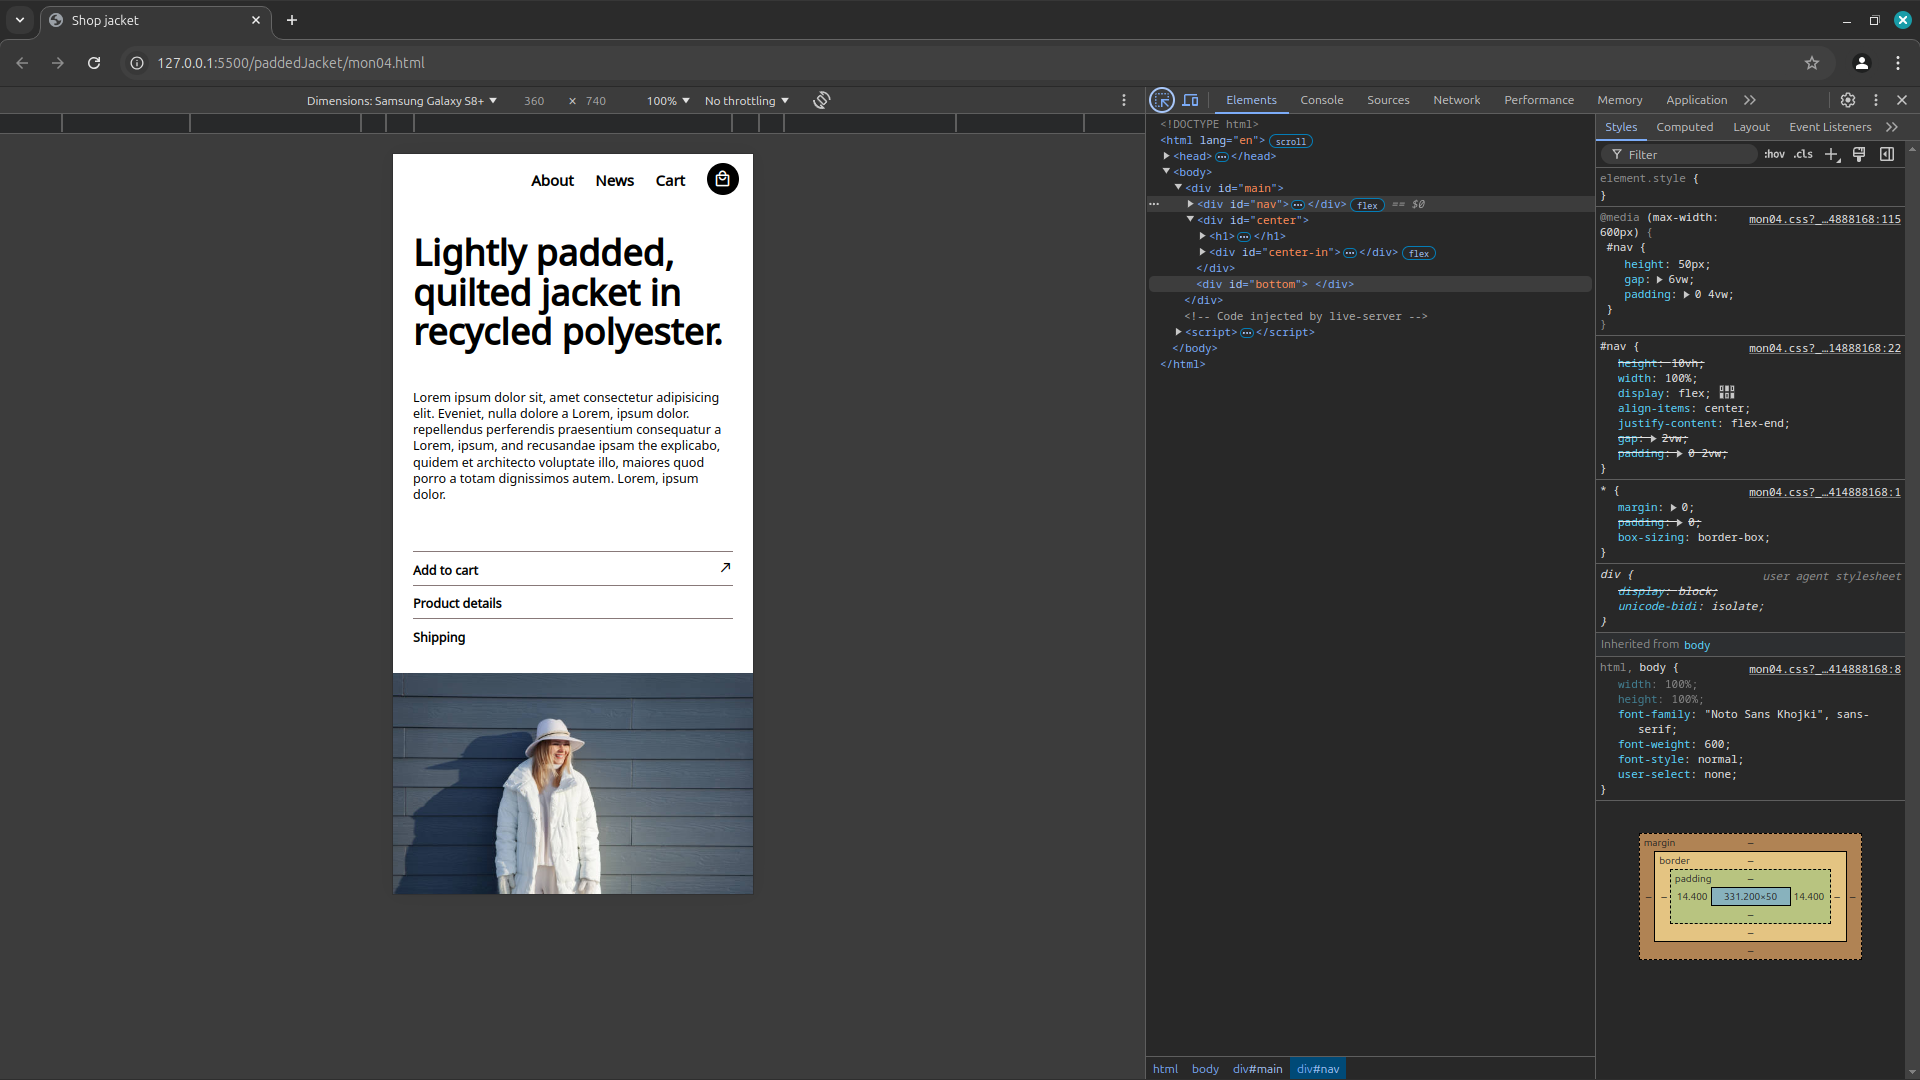 Shop jacket
127.0.0.1:5500/paddedJacket/mon04.html
Dimensions: Samsung Galaxy S8+ 360 × 740 100% No throttling
About News Cart
Lightly padded,
quilted jacket in
recycled polyester.
Lorem ipsum dolor sit, amet consectetur adipisicing
elit. Eveniet, nulla dolore a Lorem, ipsum dolor.
repellendus perferendis praesentium consequatur a
Lorem, ipsum, and recusandae ipsam the explicabo,
quidem et architecto voluptate illo, maiores quod
porro a totam dignissimos autem. Lorem, ipsum
dolor.
Add to cart
Product details
Shipping
Elements Console Sources Network Performance Memory Application
<!DOCTYPE html>
<html lang="en"> scroll
<head> </head>
<body>
<div id="main">
<div id="nav"> </div> flex == $0
<div id="center">
<h1> </h1>
<div id="center-in"> </div> flex
</div>
<div id="bottom"> </div>
</div>
<!-- Code injected by live-server -->
<script> </script>
</body>
</html>
html body div#main div#nav
Styles Computed Layout Event Listeners
Filter :hov .cls
element.style {
}
@media (max-width: mon04.css?_…4888168:115
600px) {
#nav {
height: 50px;
gap: 6vw;
padding: 0 4vw;
}
}
#nav { mon04.css?_…14888168:22
height: 10vh;
width: 100%;
display: flex;
align-items: center;
justify-content: flex-end;
gap: 2vw;
padding: 0 2vw;
}
* { mon04.css?_…414888168:1
margin: 0;
padding: 0;
box-sizing: border-box;
}
div { user agent stylesheet
display: block;
unicode-bidi: isolate;
}
Inherited from body
html, body { mon04.css?_…414888168:8
width: 100%;
height: 100%;
font-family: "Noto Sans Khojki", sans-
serif;
font-weight: 600;
font-style: normal;
user-select: none;
}
margin –
border –
padding –
– – 14.400 331.200×50 14.400 – –
–
–
–